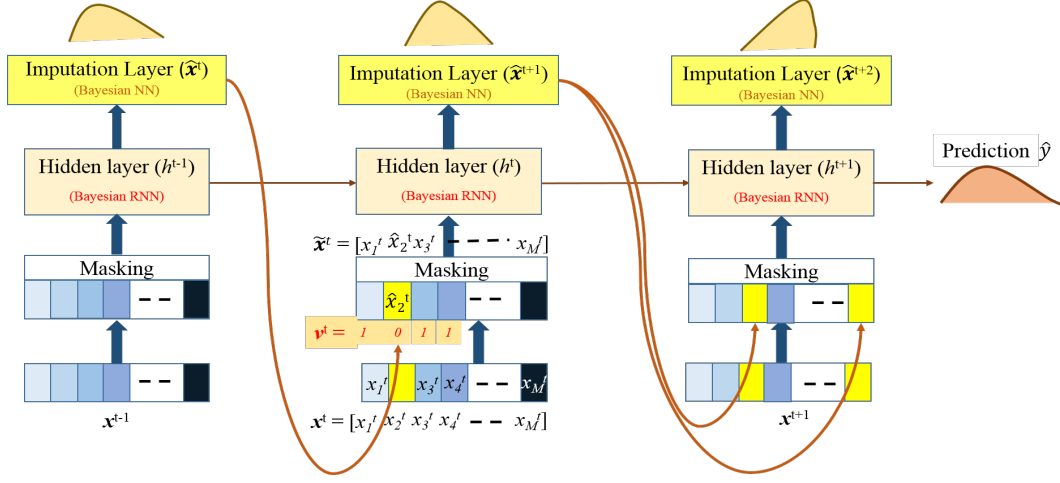 Imputation Layer (x̂ᵗ)
(Bayesian NN)
Imputation Layer (x̂ᵗ⁺¹)
(Bayesian NN)
Imputation Layer (x̂ᵗ⁺²)
(Bayesian NN)
Hidden layer (hᵗ⁻¹)
(Bayesian RNN)
Hidden layer (hᵗ)
(Bayesian RNN)
Hidden layer (hᵗ⁺¹)
(Bayesian RNN)
Prediction ŷ
x̃ᵗ = [x₁ᵗ x̂₂ᵗ x₃ᵗ ---- x_Mᵗ]
Masking
Masking
Masking
--
x̂₂ᵗ --
--
vᵗ = 1 0 1 1
--
x₁ᵗ x₃ᵗ x₄ᵗ -- x_Mᵗ
--
xᵗ⁻¹
xᵗ = [x₁ᵗ x₂ᵗ x₃ᵗ x₄ᵗ -- x_Mᵗ]
xᵗ⁺¹